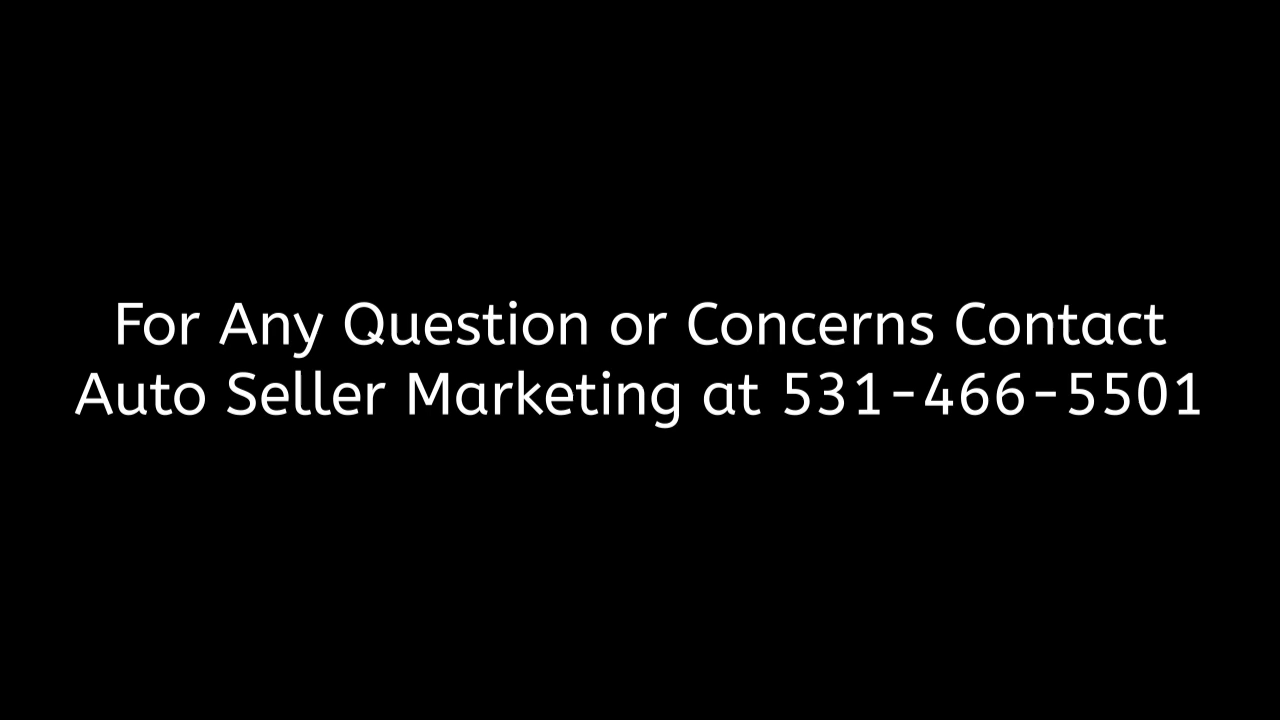 For Any Question or Concerns Contact
Auto Seller Marketing at 531-466-5501